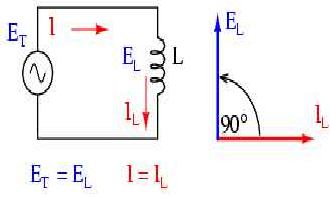 I
E_T
E_L
L
I_L
E_L
90°
I_L
E_T = E_L   I = I_L